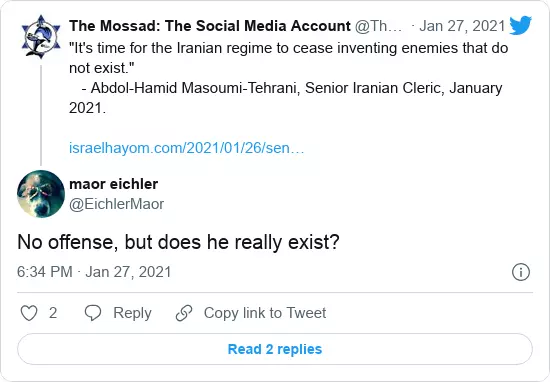 The Mossad: The Social Media Account @Th… · Jan 27, 2021
"It's time for the Iranian regime to cease inventing enemies that do
not exist."
- Abdol-Hamid Masoumi-Tehrani, Senior Iranian Cleric, January
2021.
israelhayom.com/2021/01/26/sen…
maor eichler
@EichlerMaor
No offense, but does he really exist?
6:34 PM · Jan 27, 2021
2 Reply Copy link to Tweet
Read 2 replies